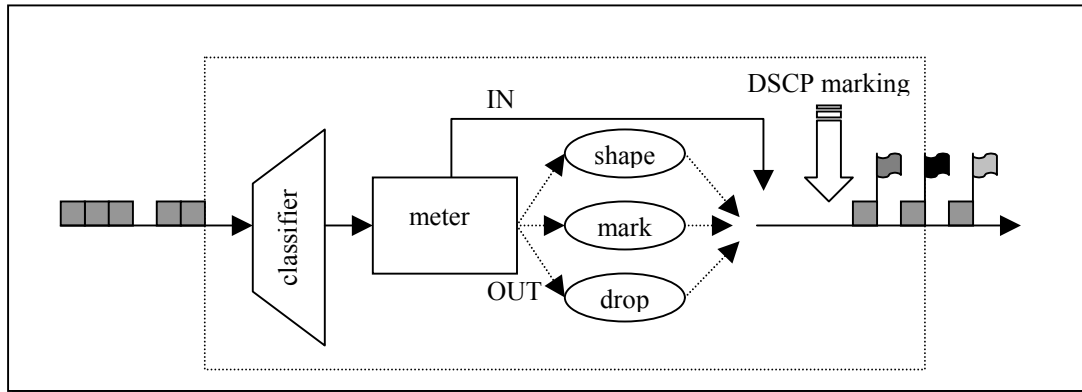 DSCP marking
IN
shape
classifier
meter
mark
OUT
drop